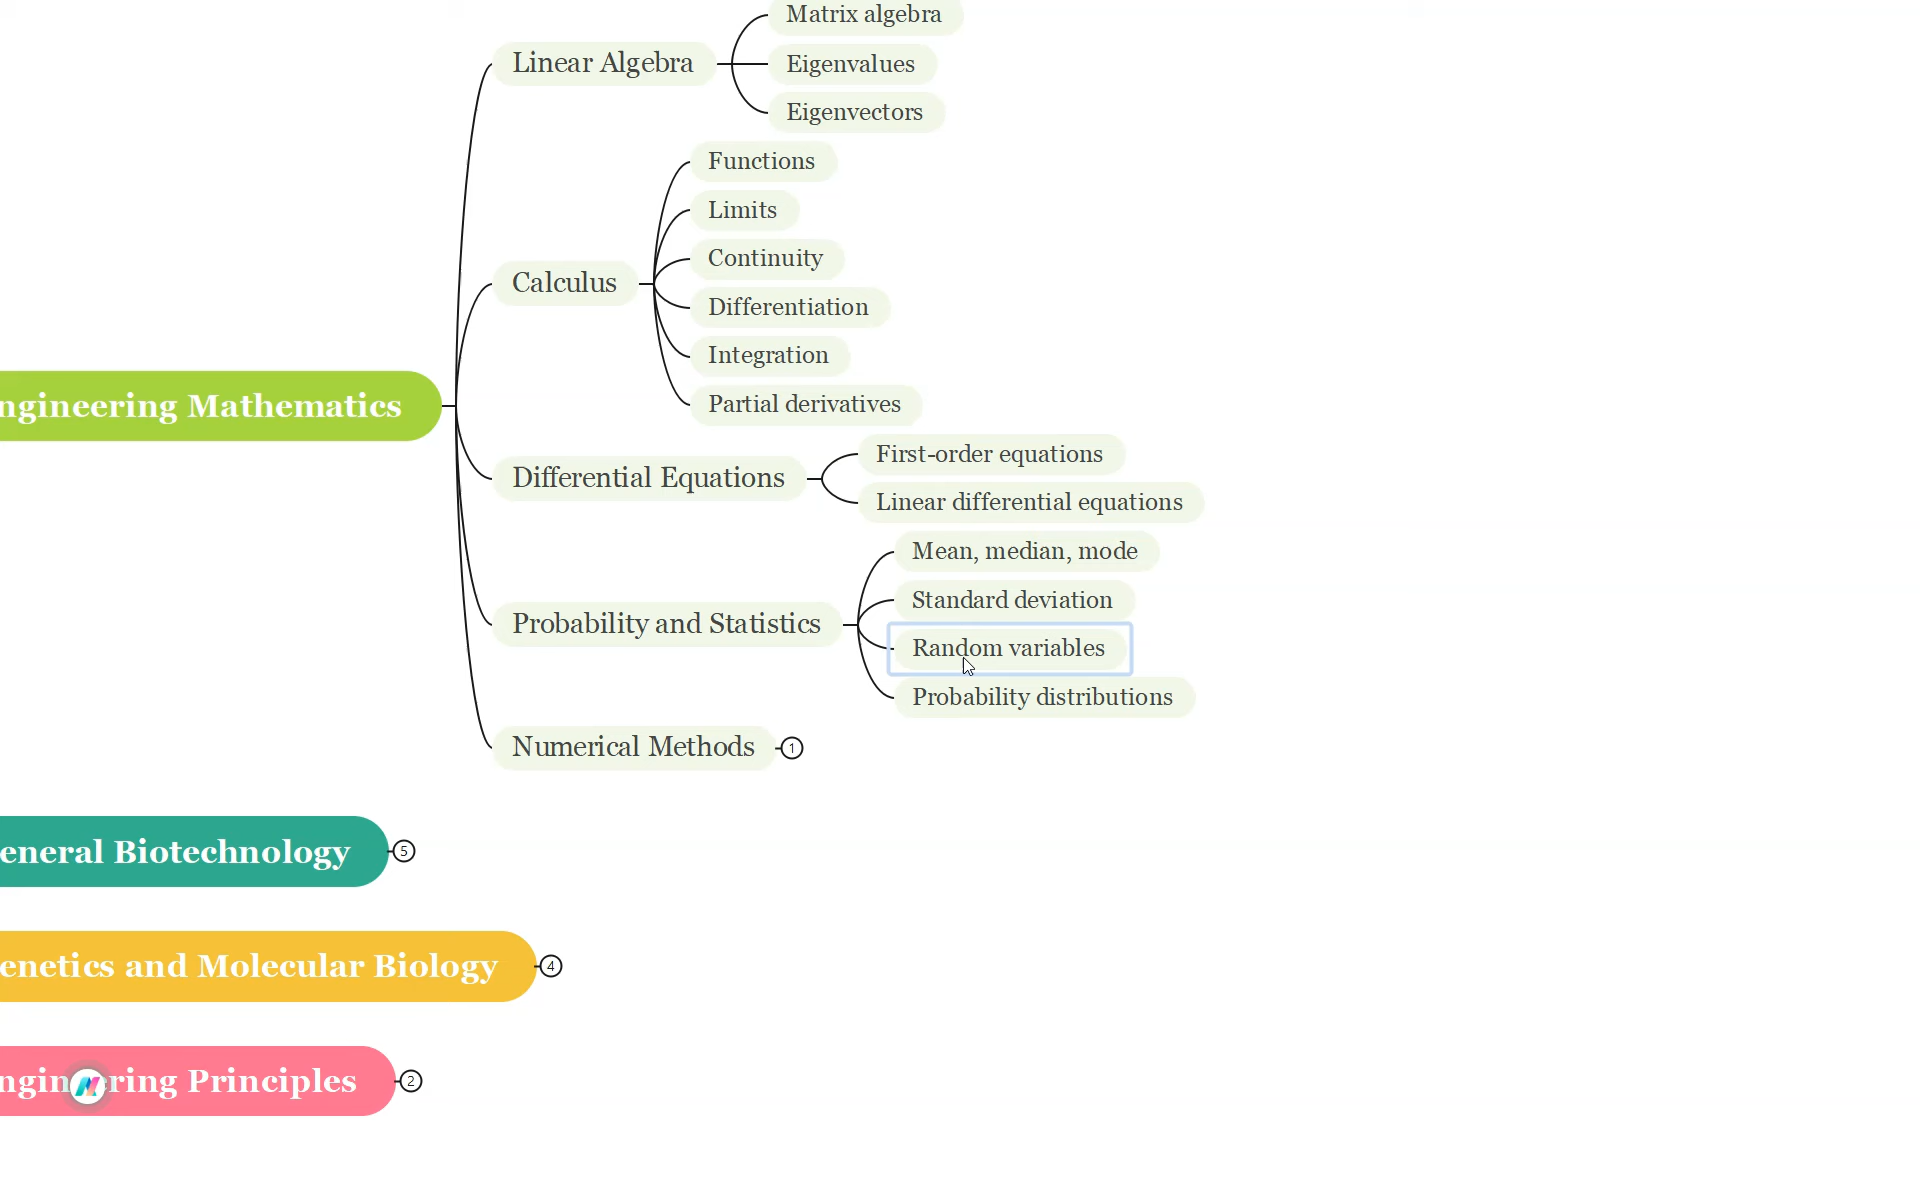 Matrix algebra
Linear Algebra
Eigenvalues
Eigenvectors
Functions
Limits
Continuity
Calculus
Differentiation
Integration
Partial derivatives
ngineering Mathematics
First-order equations
Differential Equations
Linear differential equations
Mean, median, mode
Standard deviation
Probability and Statistics
Random variables
Probability distributions
Numerical Methods 1
eneral Biotechnology 5
enetics and Molecular Biology 4
Principles 2